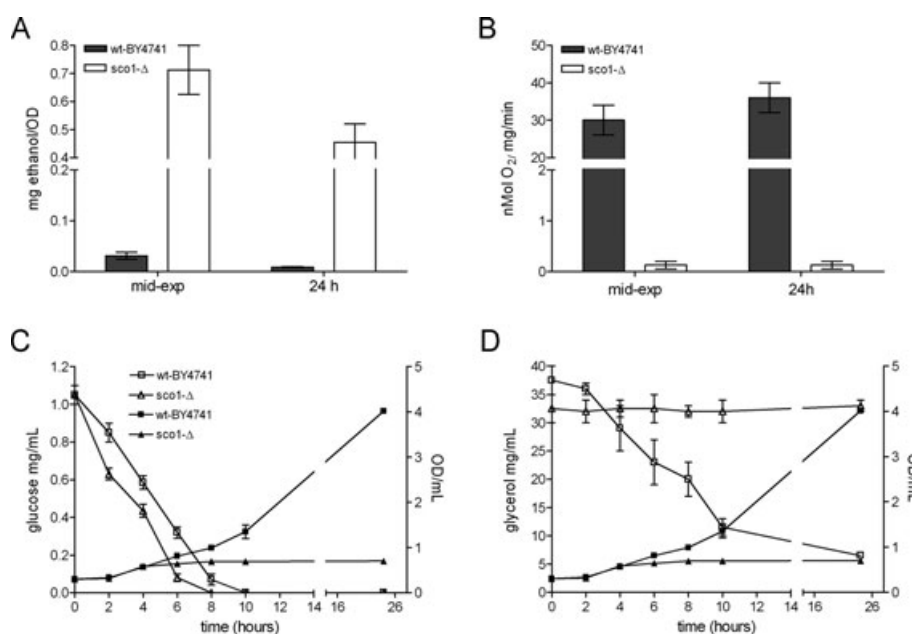 A
wt-BY4741
sco1-Δ
mg ethanol/OD
0.8
0.7
0.6
0.5
0.4
0.2
0.1
0.0
mid-exp
24 h
B
wt-BY4741
sco1-Δ
nMol O2/ mg/min
50
40
30
20
2
1
0
mid-exp
24h
C
wt-BY4741
sco1-Δ
wt-BY4741
sco1-Δ
glucose mg/mL
1.2
1.0
0.8
0.6
0.4
0.2
0.0
5
4
3
2
1
0
OD/mL
0 2 4 6 8 10 12 14 16 26
time (hours)
D
glycerol mg/mL
40
35
30
25
20
15
10
5
0
5
4
3
2
1
0
OD/mL
0 2 4 6 8 10 12 14 16 26
time (hours)